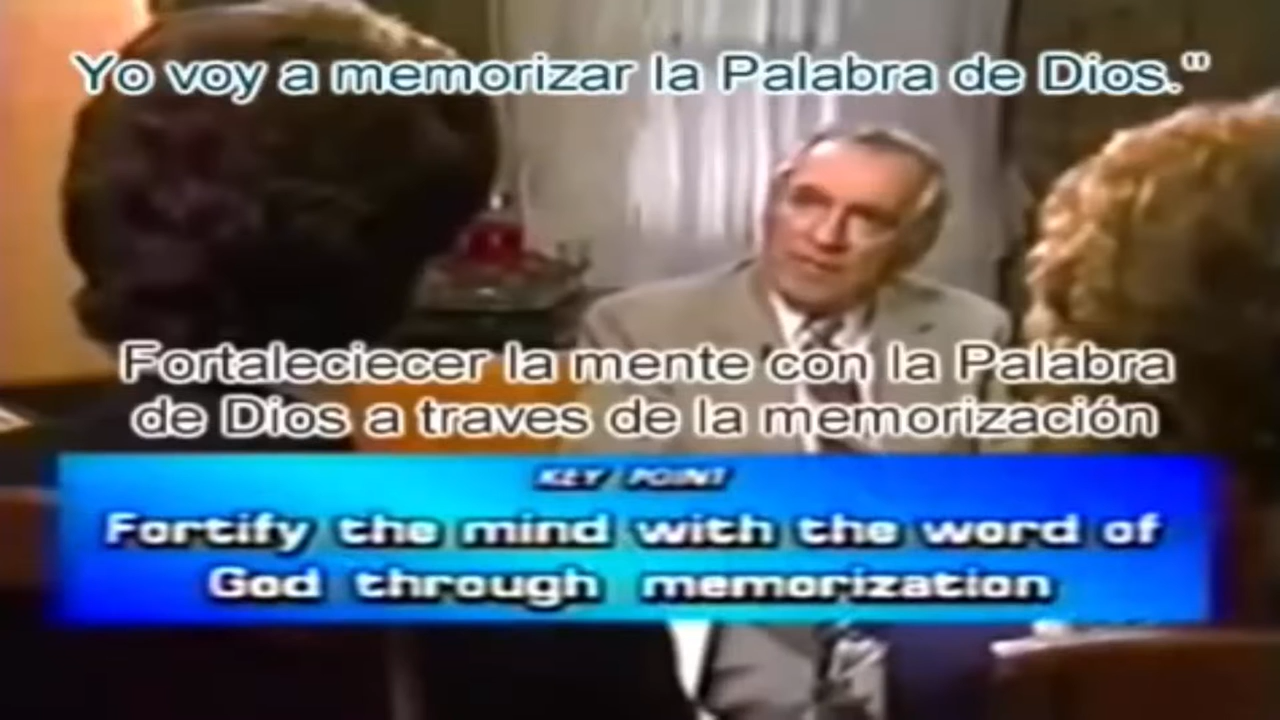 Yo voy a memorizar la Palabra de Dios."
Fortaleciecer la mente con la Palabra
de Dios a traves de la memorización
KEY POINT
Fortify the mind with the word of
God through memorization